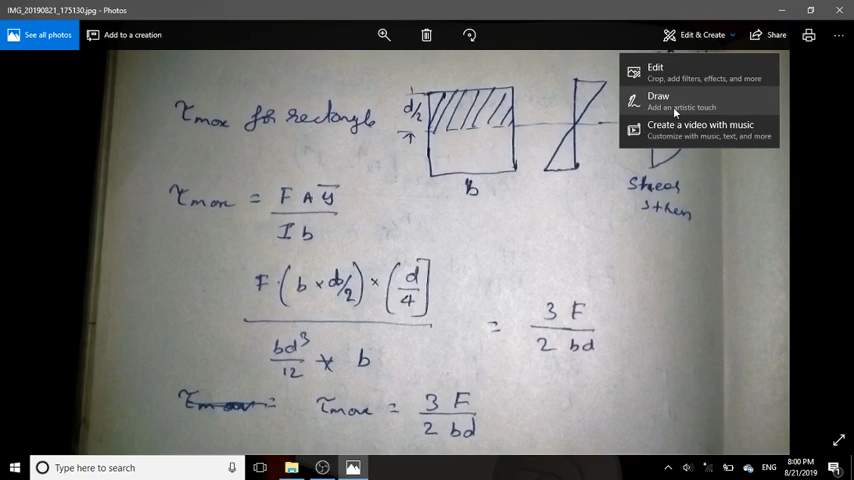 IMG_20190821_175130.jpg - Photos
See all photos
Add to a creation
Edit & Create
Share
Edit
Crop, add filters, effects, and more
Draw
Add an artistic touch
Create a video with music
Customize with music, text, and more
τmax for rectangle
d/2
b
Shear
stress
τmax = F A ȳ / I b
F · (b × d/2) × (d/4) / bd³/12 × b = 3 F / 2 bd
τmax = τmax = 3 F / 2 bd
Type here to search
ENG
8:00 PM
8/21/2019